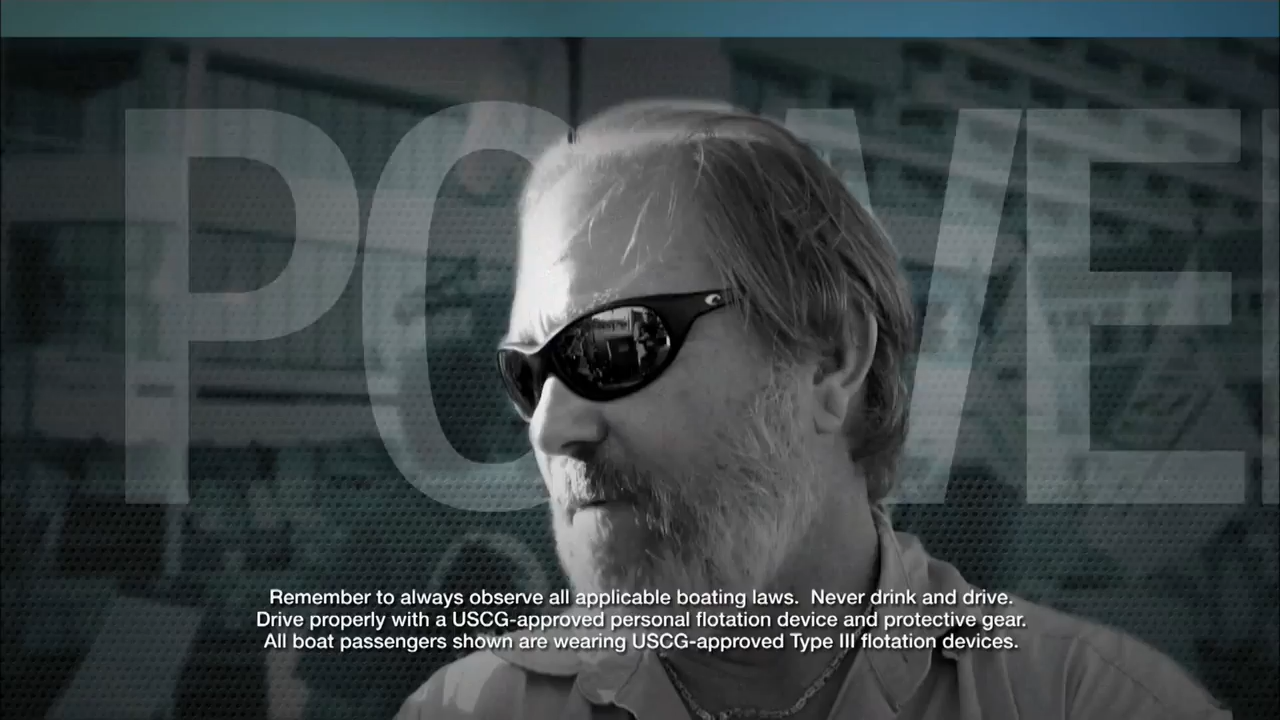 POWE
Remember to always observe all applicable boating laws.  Never drink and drive.
Drive properly with a USCG-approved personal flotation device and protective gear.
All boat passengers shown are wearing USCG-approved Type III flotation devices.